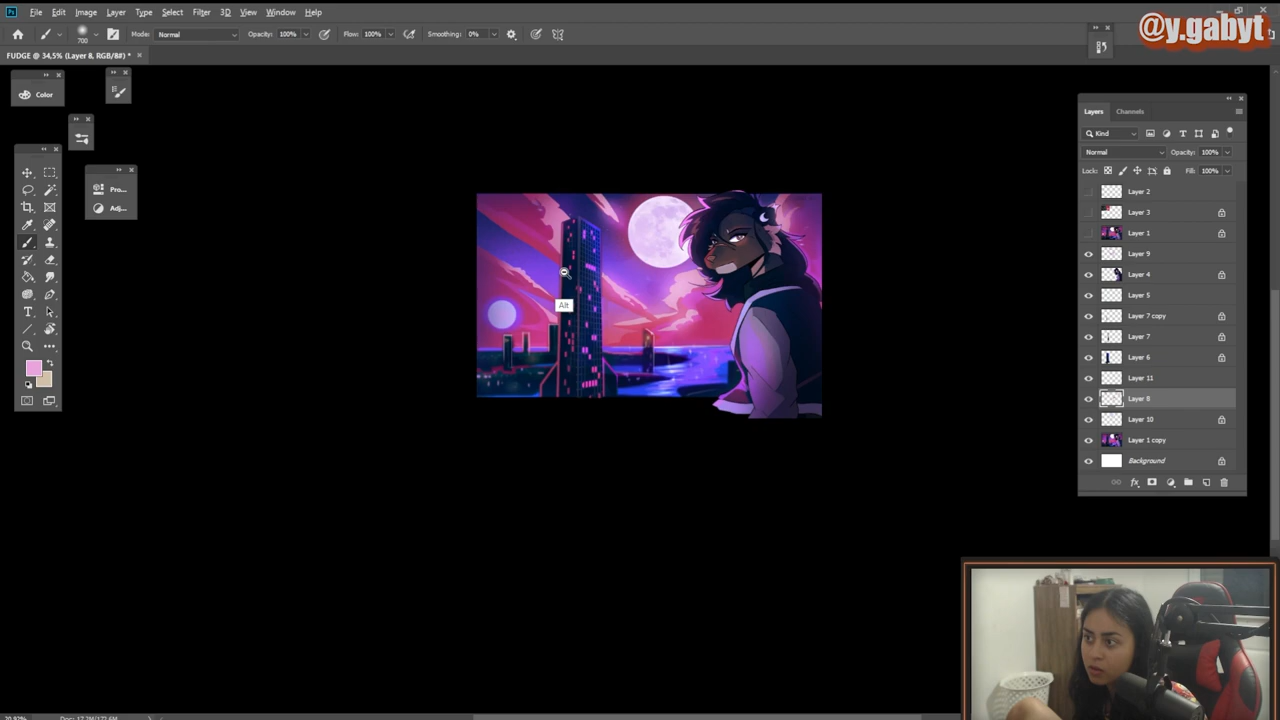 Ps File Edit Image Layer Type Select Filter 3D View Window Help
@y.gabyt
Mode: Normal Opacity: 100% Flow: 100% Smoothing: 0%
700
FUDGE @ 34,5% (Layer 8, RGB/8#) *
Color
Pro...
Adj...
Alt
T
Layers Channels
Kind
Normal Opacity: 100%
Lock: Fill: 100%
Layer 2
Layer 3
Layer 1
Layer 9
Layer 4
Layer 5
Layer 7 copy
Layer 7
Layer 6
Layer 11
Layer 8
Layer 10
Layer 1 copy
Background
fx